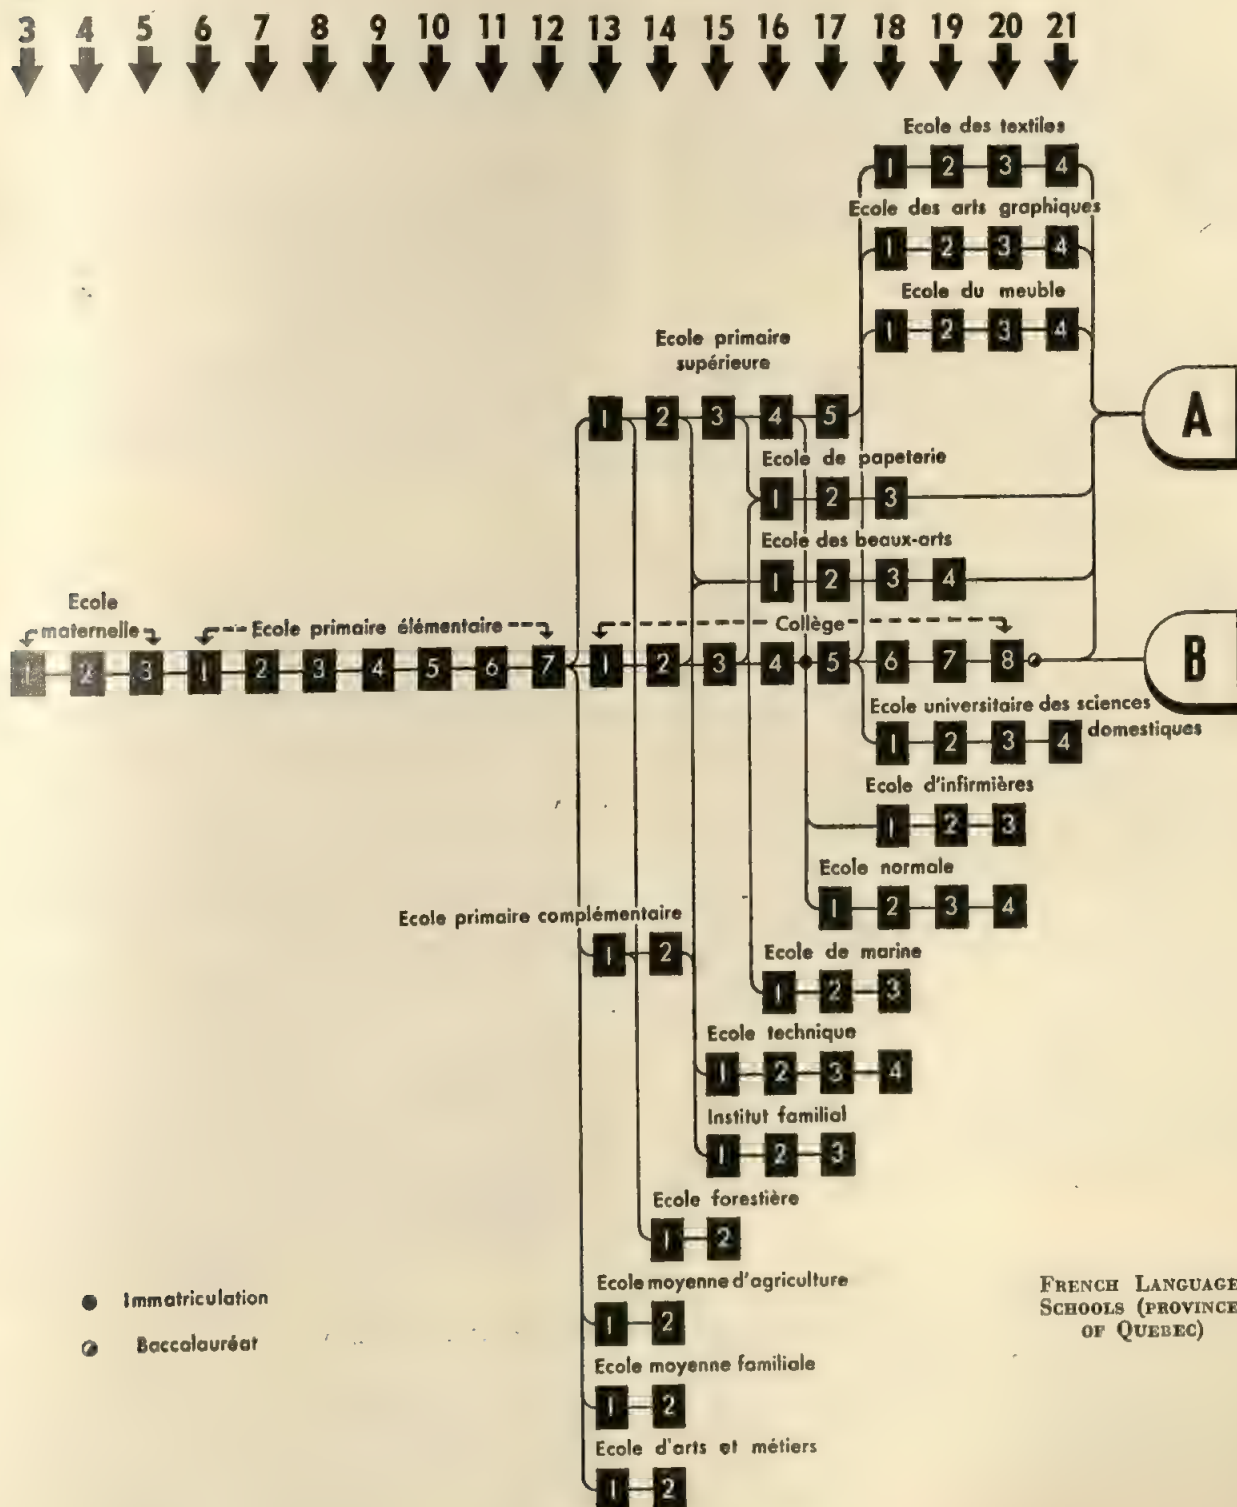 3 4 5 6 7 8 9 10 11 12 13 14 15 16 17 18 19 20 21
Ecole des textiles
1 2 3 4
Ecole des arts graphiques
1 2 3 4
Ecole du meuble
1 2 3 4
Ecole primaire
supérieure
1 2 3 4 5
A
Ecole de papeterie
1 2 3
Ecole des beaux-arts
1 2 3 4
Ecole
maternelle
Ecole primaire élémentaire
Collège
1 2 3 1 2 3 4 5 6 7 1 2 3 4 5 6 7 8
B
Ecole universitaire des sciences
domestiques
1 2 3 4
Ecole d'infirmières
1 2 3
Ecole normale
1 2 3 4
Ecole primaire complémentaire
1 2
Ecole de marine
1 2 3
Ecole technique
1 2 3 4
Institut familial
1 2 3
Ecole forestière
1 2
Ecole moyenne d'agriculture
1 2
Ecole moyenne familiale
1 2
Ecole d'arts et métiers
1 2
Immatriculation
Baccalauréat
FRENCH LANGUAGE
SCHOOLS (PROVINCE
OF QUEBEC)